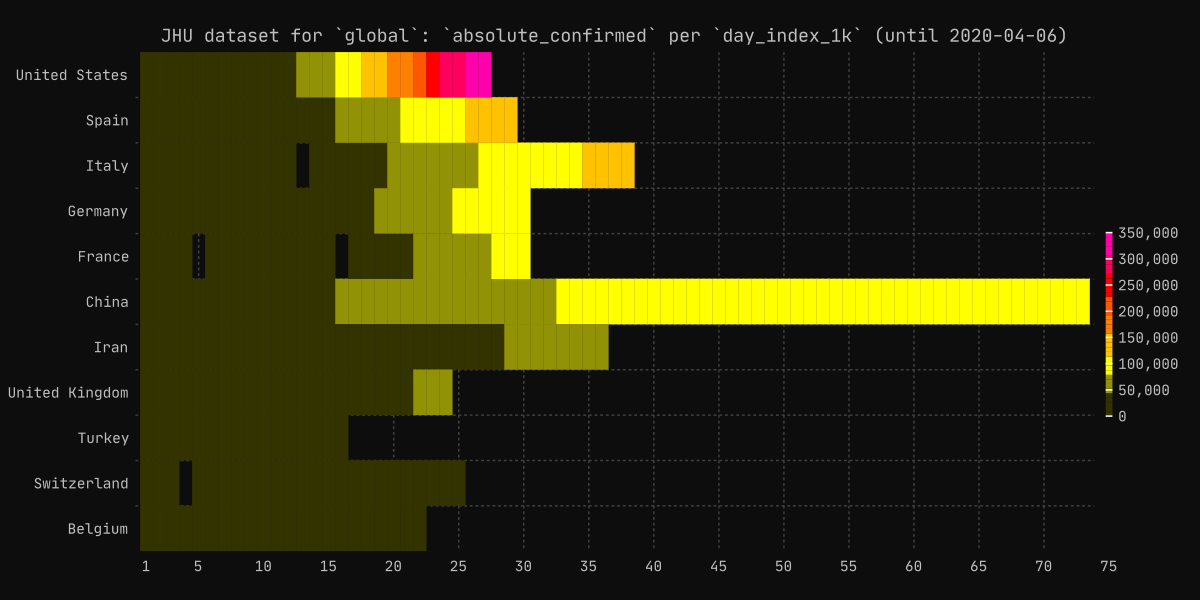 JHU dataset for `global`: `absolute_confirmed` per `day_index_1k` (until 2020-04-06)
United States
Spain
Italy
Germany
France
China
Iran
United Kingdom
Turkey
Switzerland
Belgium
350,000
300,000
250,000
200,000
150,000
100,000
50,000
0
1 5 10 15 20 25 30 35 40 45 50 55 60 65 70 75